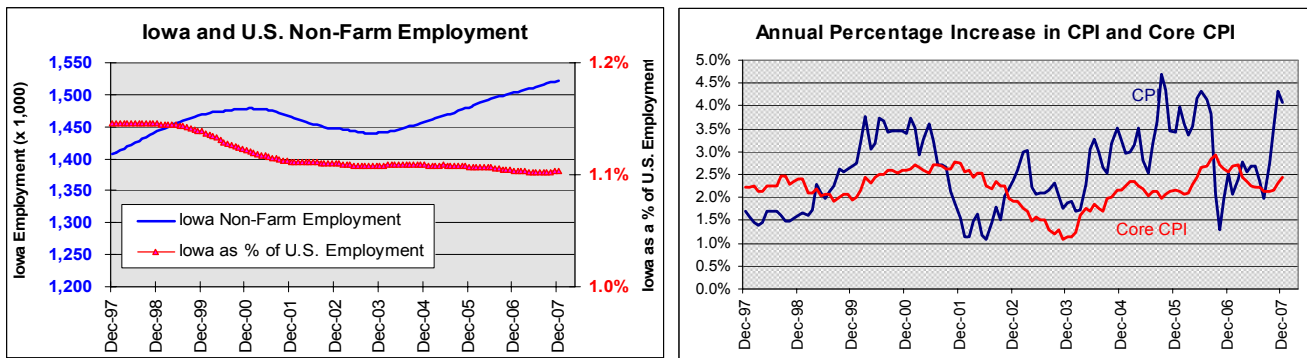 Iowa and U.S. Non-Farm Employment
Iowa Employment (x 1,000)
1,550
1,500
1,450
1,400
1,350
1,300
1,250
1,200
1.2%
1.1%
1.0%
Iowa as a % of U.S. Employment
Iowa Non-Farm Employment
Iowa as % of U.S. Employment
Dec-97
Dec-98
Dec-99
Dec-00
Dec-01
Dec-02
Dec-03
Dec-04
Dec-05
Dec-06
Dec-07
Annual Percentage Increase in CPI and Core CPI
5.0%
4.5%
4.0%
3.5%
3.0%
2.5%
2.0%
1.5%
1.0%
0.5%
0.0%
CPI
Core CPI
Dec-97
Dec-98
Dec-99
Dec-00
Dec-01
Dec-02
Dec-03
Dec-04
Dec-05
Dec-06
Dec-07